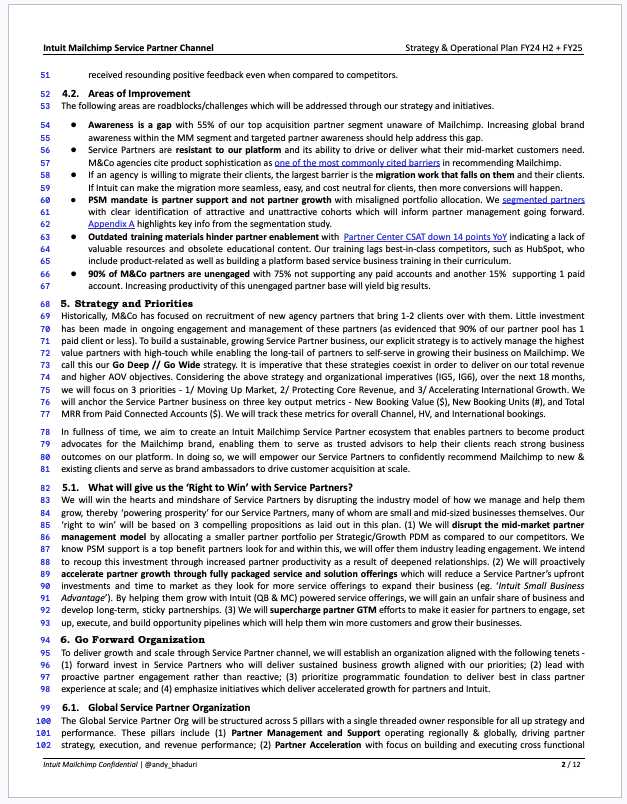 Intuit Mailchimp Service Partner Channel Strategy & Operational Plan FY24 H2 + FY25
51 received resounding positive feedback even when compared to competitors.
52 4.2. Areas of Improvement
53 The following areas are roadblocks/challenges which will be addressed through our strategy and initiatives.
54 ● Awareness is a gap with 55% of our top acquisition partner segment unaware of Mailchimp. Increasing global brand
55 awareness within the MM segment and targeted partner awareness should help address this gap.
56 ● Service Partners are resistant to our platform and its ability to drive or deliver what their mid-market customers need.
57 M&Co agencies cite product sophistication as one of the most commonly cited barriers in recommending Mailchimp.
58 ● If an agency is willing to migrate their clients, the largest barrier is the migration work that falls on them and their clients.
59 If Intuit can make the migration more seamless, easy, and cost neutral for clients, then more conversions will happen.
60 ● PSM mandate is partner support and not partner growth with misaligned portfolio allocation. We segmented partners
61 with clear identification of attractive and unattractive cohorts which will inform partner management going forward.
62 Appendix A highlights key info from the segmentation study.
63 ● Outdated training materials hinder partner enablement with Partner Center CSAT down 14 points YoY indicating a lack of
64 valuable resources and obsolete educational content. Our training lags best-in-class competitors, such as HubSpot, who
65 include product-related as well as building a platform based service business training in their curriculum.
66 ● 90% of M&Co partners are unengaged with 75% not supporting any paid accounts and another 15% supporting 1 paid
67 account. Increasing productivity of this unengaged partner base will yield big results.
68 5. Strategy and Priorities
69 Historically, M&Co has focused on recruitment of new agency partners that bring 1-2 clients over with them. Little investment
70 has been made in ongoing engagement and management of these partners (as evidenced that 90% of our partner pool has 1
71 paid client or less). To build a sustainable, growing Service Partner business, our explicit strategy is to actively manage the highest
72 value partners with high-touch while enabling the long-tail of partners to self-serve in growing their business on Mailchimp. We
73 call this our Go Deep // Go Wide strategy. It is imperative that these strategies coexist in order to deliver on our total revenue
74 and higher AOV objectives. Considering the above strategy and organizational imperatives (IG5, IG6), over the next 18 months,
75 we will focus on 3 priorities - 1/ Moving Up Market, 2/ Protecting Core Revenue, and 3/ Accelerating International Growth. We
76 will anchor the Service Partner business on three key output metrics - New Booking Value ($), New Booking Units (#), and Total
77 MRR from Paid Connected Accounts ($). We will track these metrics for overall Channel, HV, and International bookings.
78 In fullness of time, we aim to create an Intuit Mailchimp Service Partner ecosystem that enables partners to become product
79 advocates for the Mailchimp brand, enabling them to serve as trusted advisors to help their clients reach strong business
80 outcomes on our platform. In doing so, we will empower our Service Partners to confidently recommend Mailchimp to new &
81 existing clients and serve as brand ambassadors to drive customer acquisition at scale.
82 5.1. What will give us the ‘Right to Win’ with Service Partners?
83 We will win the hearts and mindshare of Service Partners by disrupting the industry model of how we manage and help them
84 grow, thereby ‘powering prosperity’ for our Service Partners, many of whom are small and mid-sized businesses themselves. Our
85 ‘right to win’ will be based on 3 compelling propositions as laid out in this plan. (1) We will disrupt the mid-market partner
86 management model by allocating a smaller partner portfolio per Strategic/Growth PDM as compared to our competitors. We
87 know PSM support is a top benefit partners look for and within this, we will offer them industry leading engagement. We intend
88 to recoup this investment through increased partner productivity as a result of deepened relationships. (2) We will proactively
89 accelerate partner growth through fully packaged service and solution offerings which will reduce a Service Partner’s upfront
90 investments and time to market as they look for more service offerings to expand their business (eg. ‘Intuit Small Business
91 Advantage’). By helping them grow with Intuit (QB & MC) powered service offerings, we will gain an unfair share of business and
92 develop long-term, sticky partnerships. (3) We will supercharge partner GTM efforts to make it easier for partners to engage, set
93 up, execute, and build opportunity pipelines which will help them win more customers and grow their businesses.
94 6. Go Forward Organization
95 To deliver growth and scale through Service Partner channel, we will establish an organization aligned with the following tenets -
96 (1) forward invest in Service Partners who will deliver sustained business growth aligned with our priorities; (2) lead with
97 proactive partner engagement rather than reactive; (3) prioritize programmatic foundation to deliver best in class partner
98 experience at scale; and (4) emphasize initiatives which deliver accelerated growth for partners and Intuit.
99 6.1. Global Service Partner Organization
100 The Global Service Partner Org will be structured across 5 pillars with a single threaded owner responsible for all up strategy and
101 performance. These pillars include (1) Partner Management and Support operating regionally & globally, driving partner
102 strategy, execution, and revenue performance; (2) Partner Acceleration with focus on building and executing cross functional
Intuit Mailchimp Confidential | @andy_bhaduri 2 / 12